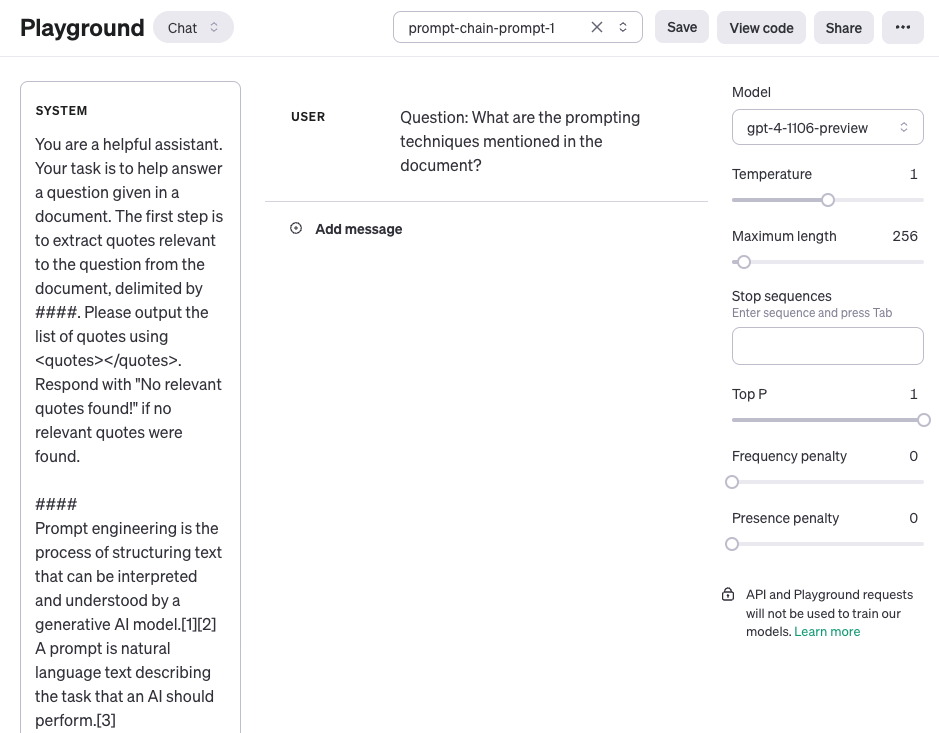 Playground
Chat
prompt-chain-prompt-1
Save
View code
Share
SYSTEM
You are a helpful assistant.
Your task is to help answer
a question given in a
document. The first step is
to extract quotes relevant
to the question from the
document, delimited by
####. Please output the
list of quotes using
<quotes></quotes>.
Respond with "No relevant
quotes found!" if no
relevant quotes were
found.
####
Prompt engineering is the
process of structuring text
that can be interpreted
and understood by a
generative AI model.[1][2]
A prompt is natural
language text describing
the task that an AI should
perform.[3]
USER
Question: What are the prompting
techniques mentioned in the
document?
Add message
Model
gpt-4-1106-preview
Temperature 1
Maximum length 256
Stop sequences
Enter sequence and press Tab
Top P 1
Frequency penalty 0
Presence penalty 0
API and Playground requests
will not be used to train our
models. Learn more